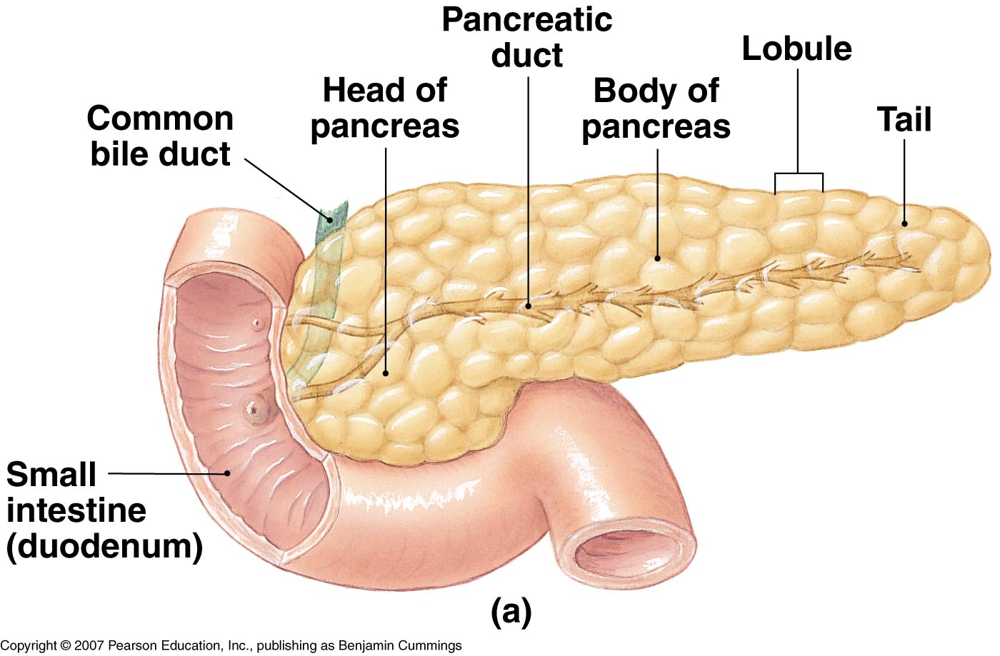 Pancreatic
duct
Lobule
Head of
pancreas
Body of
pancreas
Common
bile duct
Tail
Small
intestine
(duodenum)
(a)
Copyright © 2007 Pearson Education, Inc., publishing as Benjamin Cummings